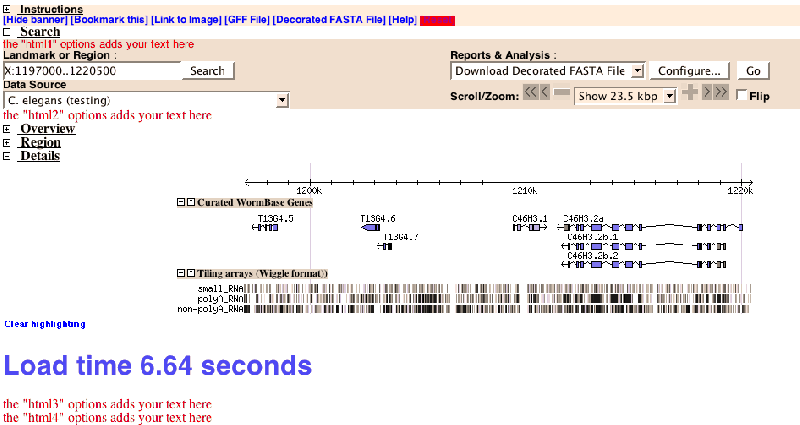 Instructions
[Hide banner] [Bookmark this] [Link to Image] [GFF File] [Decorated FASTA File] [Help] [Reset]
Search
the "html1" options adds your text here
Landmark or Region :
X:1197000..1220500 Search
Reports & Analysis :
Download Decorated FASTA File Configure... Go
Data Source
C. elegans (testing)
Scroll/Zoom: << < Show 23.5 kbp > >> Flip
the "html2" options adds your text here
Overview
Region
Details
1200k 1210k 1220k
Curated WormBase Genes
T13G4.5 T13G4.6 C46H3.1 C46H3.2a
T13G4.7 C46H3.2b.1
C46H3.2b.2
Tiling arrays (Wiggle format)
small_RNA
polyA_RNA
non-polyA_RNA
Clear highlighting
Load time 6.64 seconds
the "html3" options adds your text here
the "html4" options adds your text here